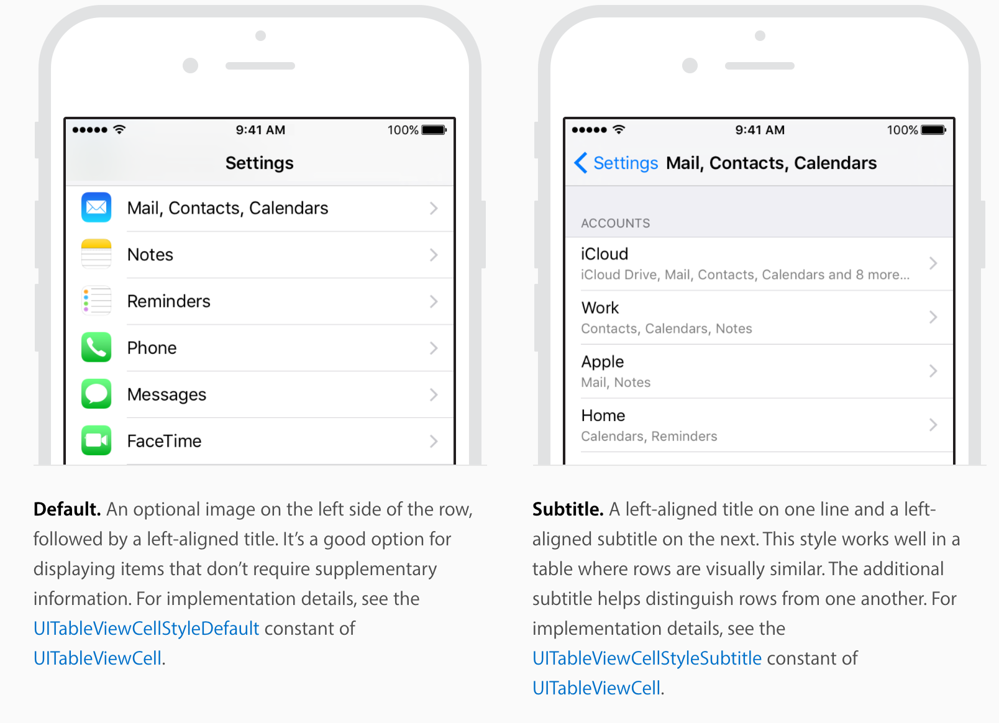 9:41 AM
100%
Settings
Mail, Contacts, Calendars
Notes
Reminders
Phone
Messages
FaceTime
Default. An optional image on the left side of the row,
followed by a left-aligned title. It’s a good option for
displaying items that don’t require supplementary
information. For implementation details, see the
UITableViewCellStyleDefault constant of
UITableViewCell.
9:41 AM
100%
Settings
Mail, Contacts, Calendars
ACCOUNTS
iCloud
iCloud Drive, Mail, Contacts, Calendars and 8 more...
Work
Contacts, Calendars, Notes
Apple
Mail, Notes
Home
Calendars, Reminders
Subtitle. A left-aligned title on one line and a left-
aligned subtitle on the next. This style works well in a
table where rows are visually similar. The additional
subtitle helps distinguish rows from one another. For
implementation details, see the
UITableViewCellStyleSubtitle constant of
UITableViewCell.